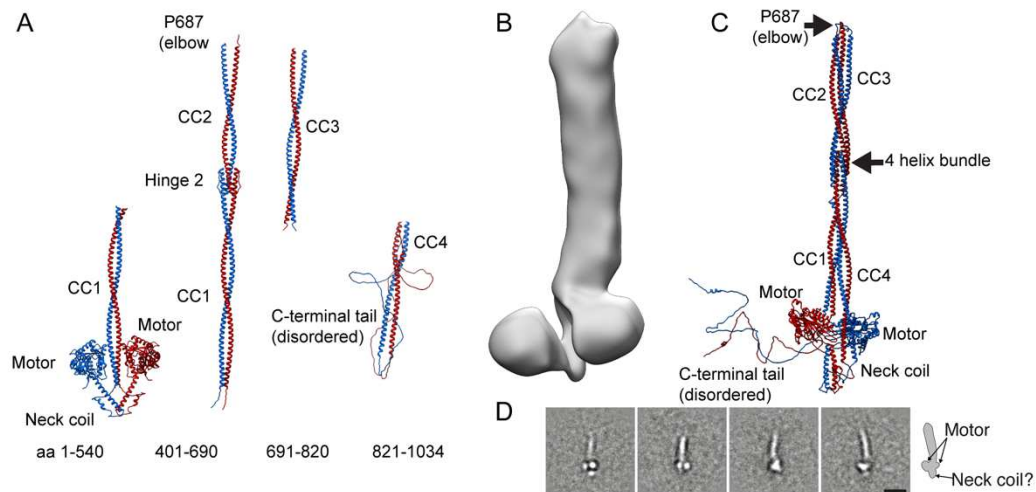 A
P687
(elbow
CC2
CC3
Hinge 2
CC4
CC1
CC1
C-terminal tail
(disordered)
Motor
Motor
Neck coil
aa 1-540
401-690
691-820
821-1034
B
C
P687
(elbow)
CC3
CC2
4 helix bundle
CC1
CC4
Motor
Motor
Neck coil
C-terminal tail
(disordered)
D
Motor
Neck coil?